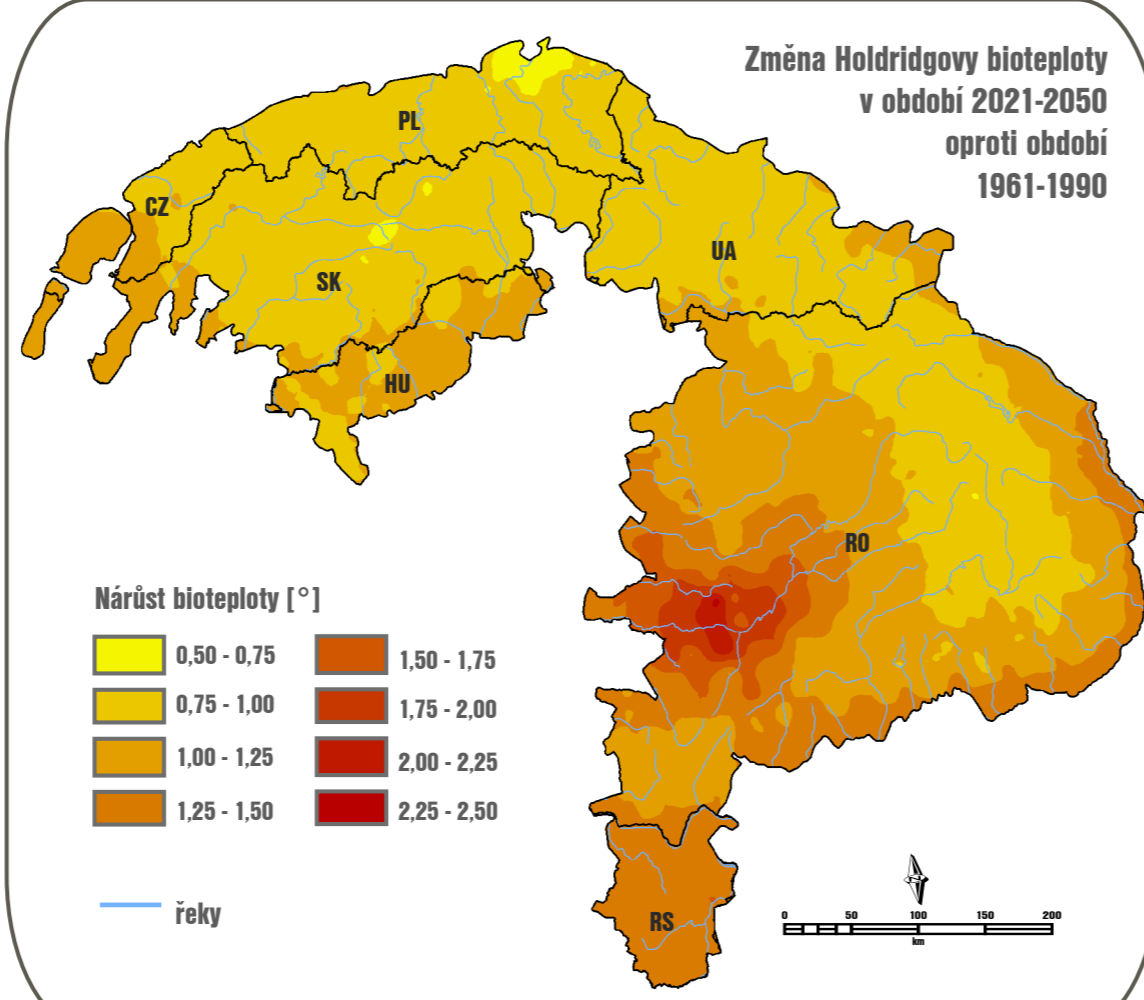 Změna Holdridgovy bioteploty
v období 2021-2050
oproti období
1961-1990
PL
CZ
SK
UA
HU
RO
RS
Nárůst bioteploty [°]
0,50 - 0,75
0,75 - 1,00
1,00 - 1,25
1,25 - 1,50
1,50 - 1,75
1,75 - 2,00
2,00 - 2,25
2,25 - 2,50
řeky
0 50 100 150 200
km